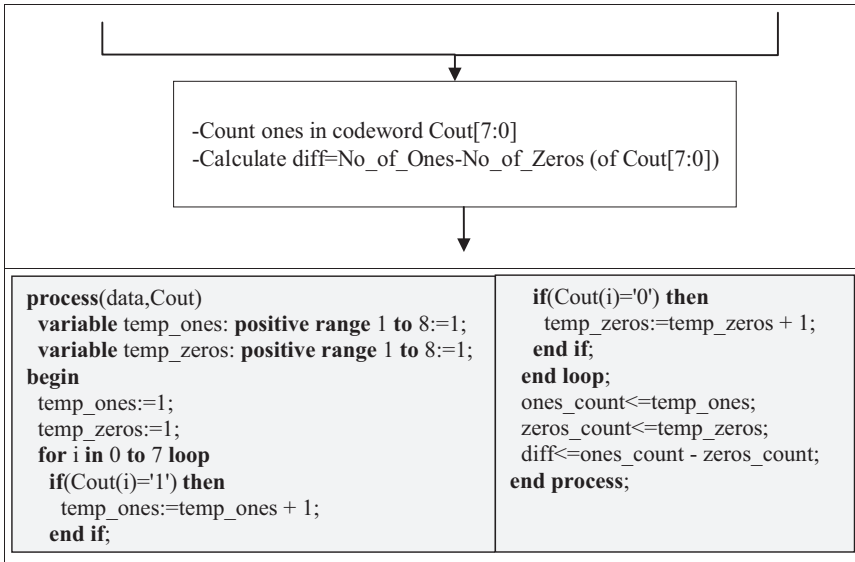 -Count ones in codeword Cout[7:0]
-Calculate diff=No_of_Ones-No_of_Zeros (of Cout[7:0])
process(data,Cout)
variable temp_ones: positive range 1 to 8:=1;
variable temp_zeros: positive range 1 to 8:=1;
begin
temp_ones:=1;
temp_zeros:=1;
for i in 0 to 7 loop
if(Cout(i)='1') then
temp_ones:=temp_ones + 1;
end if;
if(Cout(i)='0') then
temp_zeros:=temp_zeros + 1;
end if;
end loop;
ones_count<=temp_ones;
zeros_count<=temp_zeros;
diff<=ones_count - zeros_count;
end process;